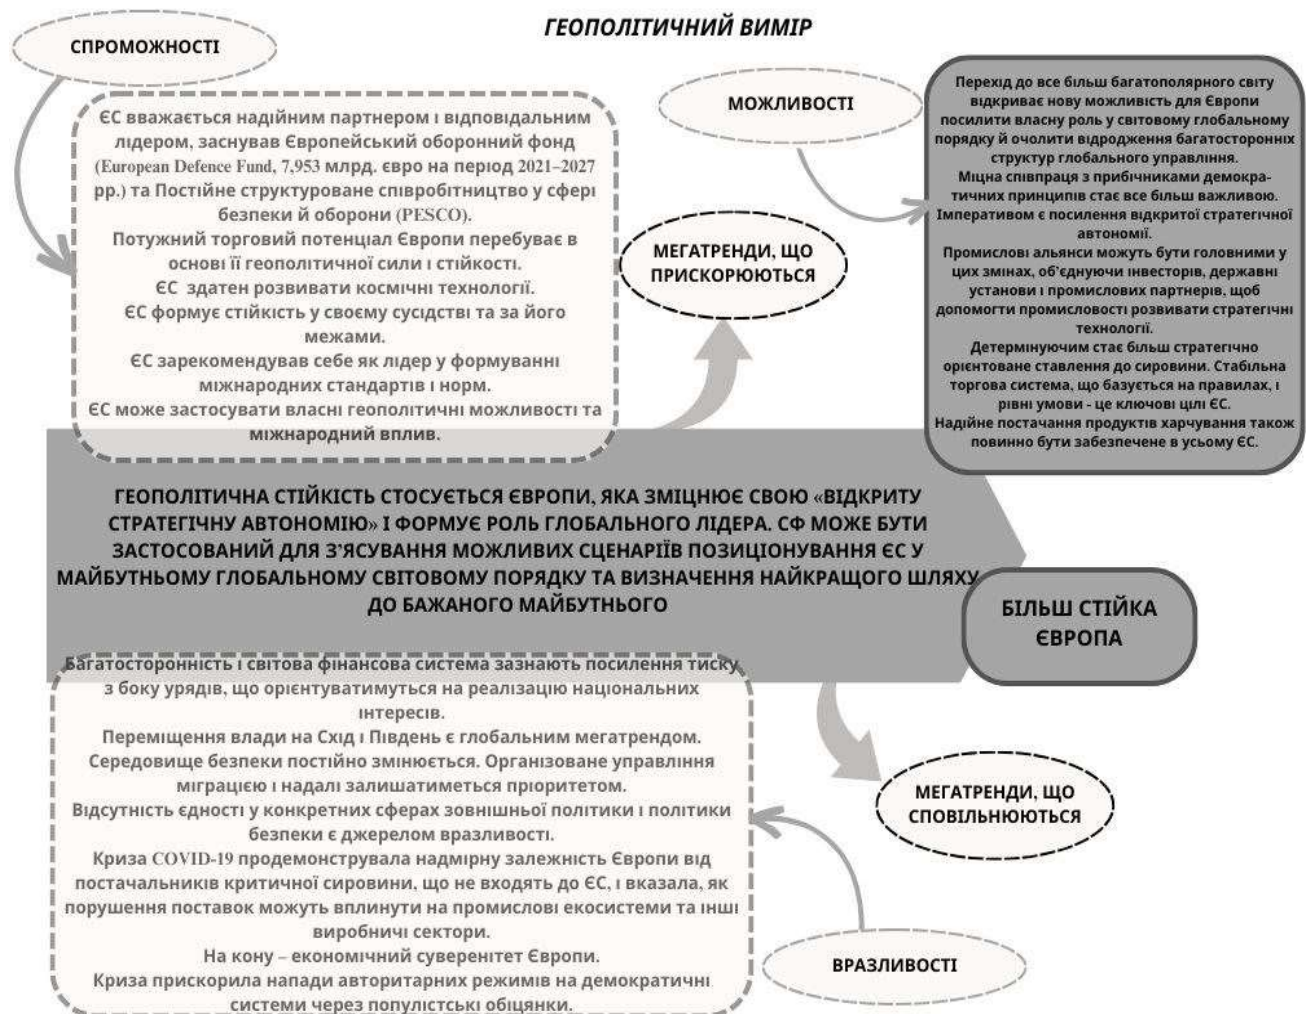 ГЕОПОЛІТИЧНИЙ ВИМІР
СПРОМОЖНОСТІ
ЄС вважається надійним партнером і відповідальним
лідером, заснував Європейський оборонний фонд
(European Defence Fund, 7,953 млрд. євро на період 2021–2027
рр.) та Постійне структуроване співробітництво у сфері
безпеки й оборони (PESCO).
Потужний торговий потенціал Європи перебуває в
основі її геополітичної сили і стійкості.
ЄС здатен розвивати космічні технології.
ЄС формує стійкість у своєму сусідстві та за його
межами.
ЄС зарекомендував себе як лідер у формуванні
міжнародних стандартів і норм.
ЄС може застосувати власні геополітичні можливості та
міжнародний вплив.
МОЖЛИВОСТІ
Перехід до все більш багатополярного світу
відкриває нову можливість для Європи
посилити власну роль у світовому глобальному
порядку й очолити відродження багатосторонніх
структур глобального управління.
Міцна співпраця з прибічниками демокра-
тичних принципів стає все більш важливою.
Імперативом є посилення відкритої стратегічної
автономії.
Промислові альянси можуть бути головними у
цих змінах, об’єднуючи інвесторів, державні
установи і промислових партнерів, щоб
допомогти промисловості розвивати стратегічні
технології.
Детермінуючим стає більш стратегічно
орієнтоване ставлення до сировини. Стабільна
торгова система, що базується на правилах, і
рівні умови - це ключові цілі ЄС.
Надійне постачання продуктів харчування також
повинно бути забезпечене в усьому ЄС.
МЕГАТРЕНДИ, ЩО
ПРИСКОРЮЮТЬСЯ
ГЕОПОЛІТИЧНА СТІЙКІСТЬ СТОСУЄТЬСЯ ЄВРОПИ, ЯКА ЗМІЦНЮЄ СВОЮ «ВІДКРИТУ
СТРАТЕГІЧНУ АВТОНОМІЮ» І ФОРМУЄ РОЛЬ ГЛОБАЛЬНОГО ЛІДЕРА. СФ МОЖЕ БУТИ
ЗАСТОСОВАНИЙ ДЛЯ З’ЯСУВАННЯ МОЖЛИВИХ СЦЕНАРІЇВ ПОЗИЦІОНУВАННЯ ЄС У
МАЙБУТНЬОМУ ГЛОБАЛЬНОМУ СВІТОВОМУ ПОРЯДКУ ТА ВИЗНАЧЕННЯ НАЙКРАЩОГО ШЛЯХУ
ДО БАЖАНОГО МАЙБУТНЬОГО
БІЛЬШ СТІЙКА
ЄВРОПА
Багатосторонність і світова фінансова система зазнають посилення тиску
з боку урядів, що орієнтуватимуться на реалізацію національних
інтересів.
Переміщення влади на Схід і Південь є глобальним мегатрендом.
Середовище безпеки постійно змінюється. Організоване управління
міграцією і надалі залишатиметься пріоритетом.
Відсутність єдності у конкретних сферах зовнішньої політики і політики
безпеки є джерелом вразливості.
Криза COVID-19 продемонструвала надмірну залежність Європи від
постачальників критичної сировини, що не входять до ЄС, і вказала, як
порушення поставок можуть вплинути на промислові екосистеми та інші
виробничі сектори.
На кону – економічний суверенітет Європи.
Криза прискорила напади авторитарних режимів на демократичні
системи через популістські обіцянки.
МЕГАТРЕНДИ, ЩО
СПОВІЛЬНЮЮТЬСЯ
ВРАЗЛИВОСТІ